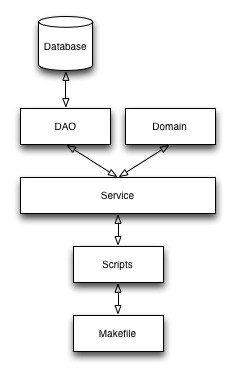 Database
DAO
Domain
Service
Scripts
Makefile